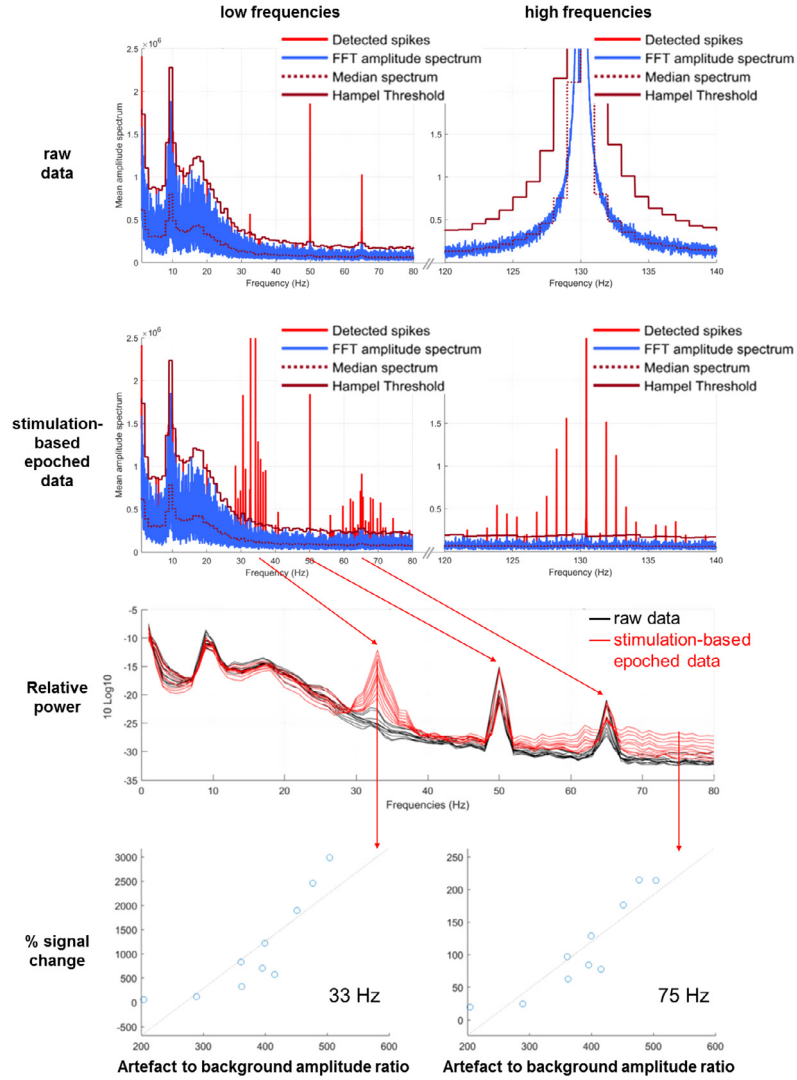 low frequencies
high frequencies
raw
data
Mean amplitude spectrum
×10⁶
2.5
2
1.5
1
0.5
0
Detected spikes
FFT amplitude spectrum
Median spectrum
Hampel Threshold
10 20 30 40 50 60 70 80
Frequency (Hz)
//
2.5
2
1.5
1
0.5
0
Detected spikes
FFT amplitude spectrum
Median spectrum
Hampel Threshold
120 125 130 135 140
Frequency (Hz)
stimulation-
based
epoched
data
Mean amplitude spectrum
×10⁶
2.5
2
1.5
1
0.5
0
Detected spikes
FFT amplitude spectrum
Median spectrum
Hampel Threshold
10 20 30 40 50 60 70 80
Frequency (Hz)
//
2.5
2
1.5
1
0.5
0
Detected spikes
FFT amplitude spectrum
Median spectrum
Hampel Threshold
120 125 130 135 140
Frequency (Hz)
Relative
power
10 Log10
-5
-10
-15
-20
-25
-30
-35
raw data
stimulation-based
epoched data
0 10 20 30 40 50 60 70 80
Frequencies (Hz)
% signal
change
3000
2500
2000
1500
1000
500
0
-500
33 Hz
200 300 400 500 600
Artefact to background amplitude ratio
250
200
150
100
50
0
75 Hz
200 300 400 500 600
Artefact to background amplitude ratio